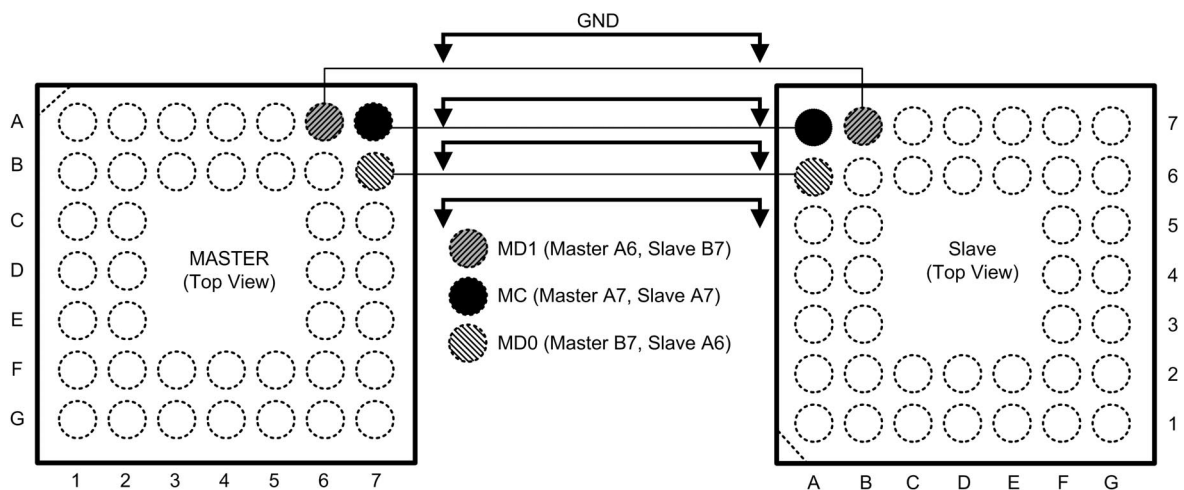 GND
A
B
C
D
E
F
G
MASTER
(Top View)
1 2 3 4 5 6 7
MD1 (Master A6, Slave B7)
MC (Master A7, Slave A7)
MD0 (Master B7, Slave A6)
Slave
(Top View)
7
6
5
4
3
2
1
A B C D E F G